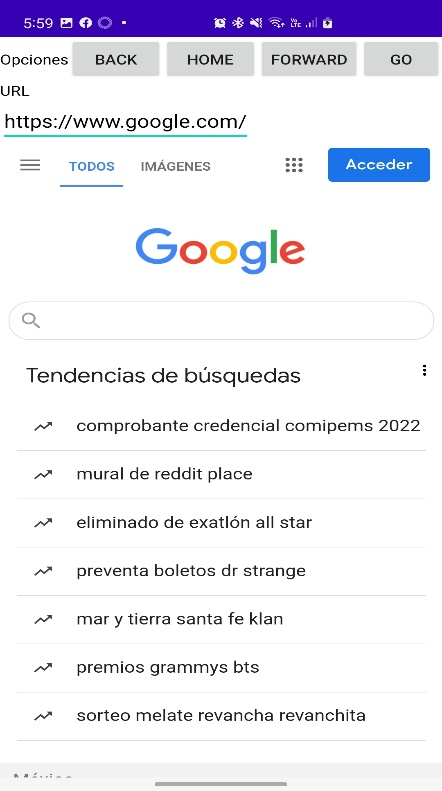 5:59
Opciones BACK HOME FORWARD GO
URL
https://www.google.com/
TODOS IMÁGENES Acceder
Google
Tendencias de búsquedas
comprobante credencial comipems 2022
mural de reddit place
eliminado de exatlón all star
preventa boletos dr strange
mar y tierra santa fe klan
premios grammys bts
sorteo melate revancha revanchita